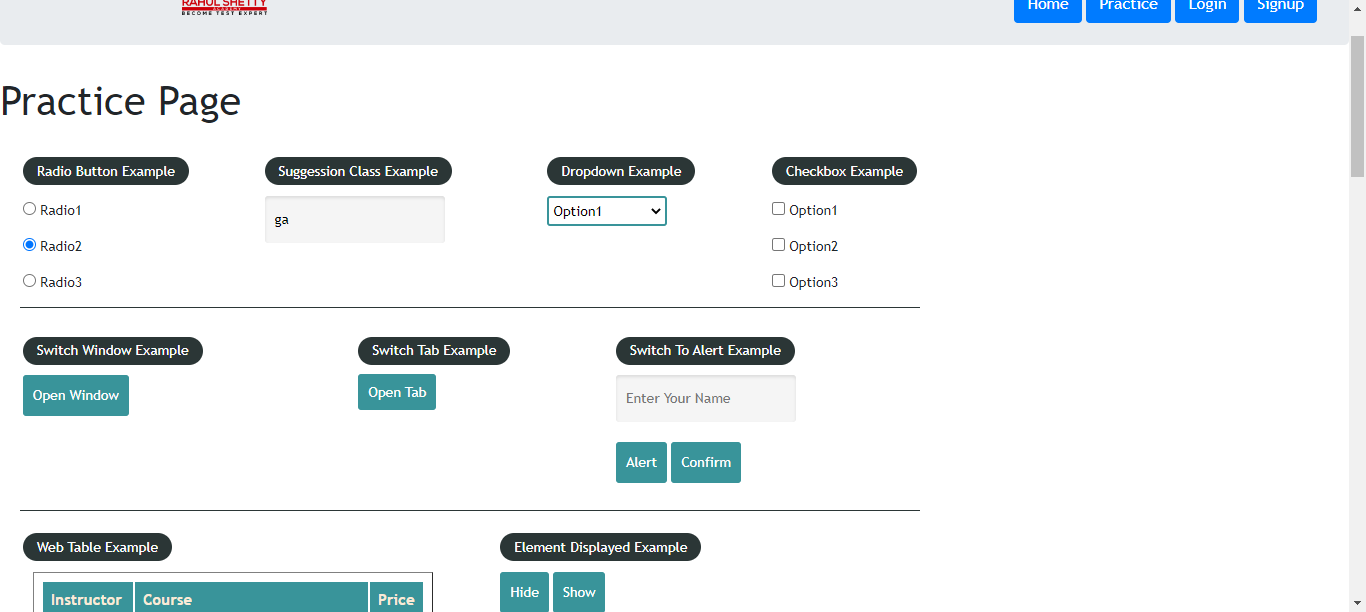 RAHUL SHETTY
ACADEMY
BECOME TEST EXPERT
Home Practice Login Signup
Practice Page
Radio Button Example Suggession Class Example Dropdown Example Checkbox Example
Radio1 ga Option1 Option1
Radio2 Option2
Radio3 Option3
Switch Window Example Switch Tab Example Switch To Alert Example
Open Window Open Tab Enter Your Name
Alert Confirm
Web Table Example Element Displayed Example
Hide Show
Instructor Course Price